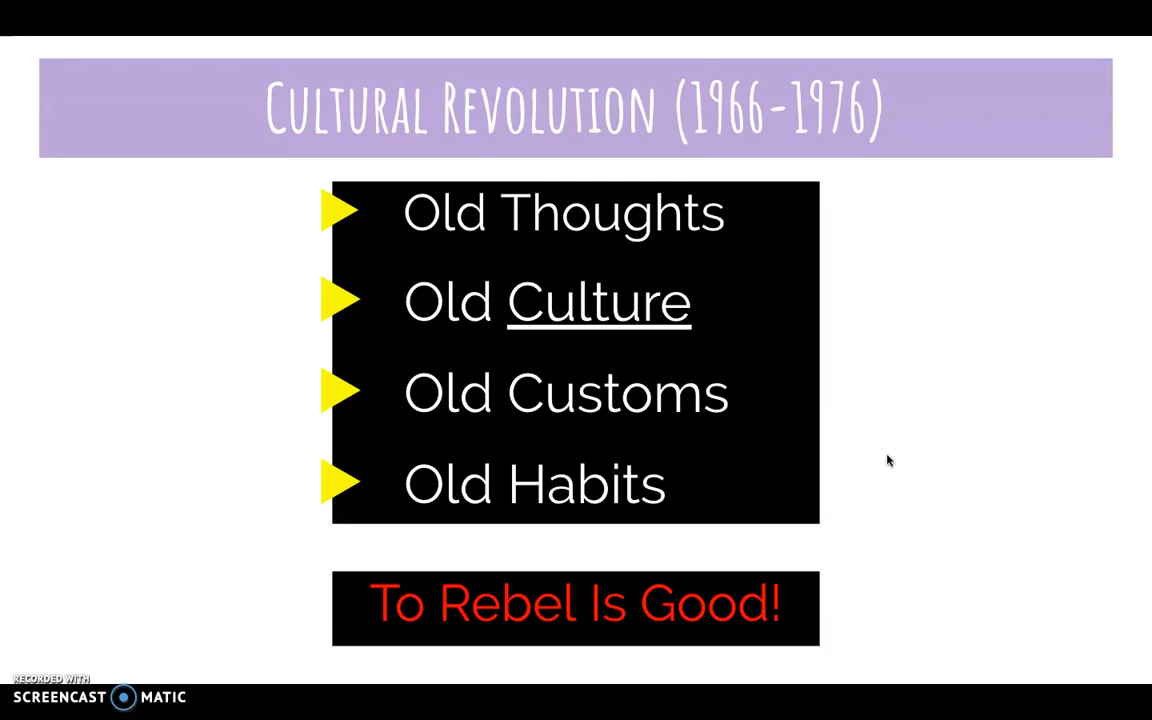 Cultural Revolution (1966-1976)
Old Thoughts
Old Culture
Old Customs
Old Habits
To Rebel Is Good!
RECORDED WITH
SCREENCAST MATIC